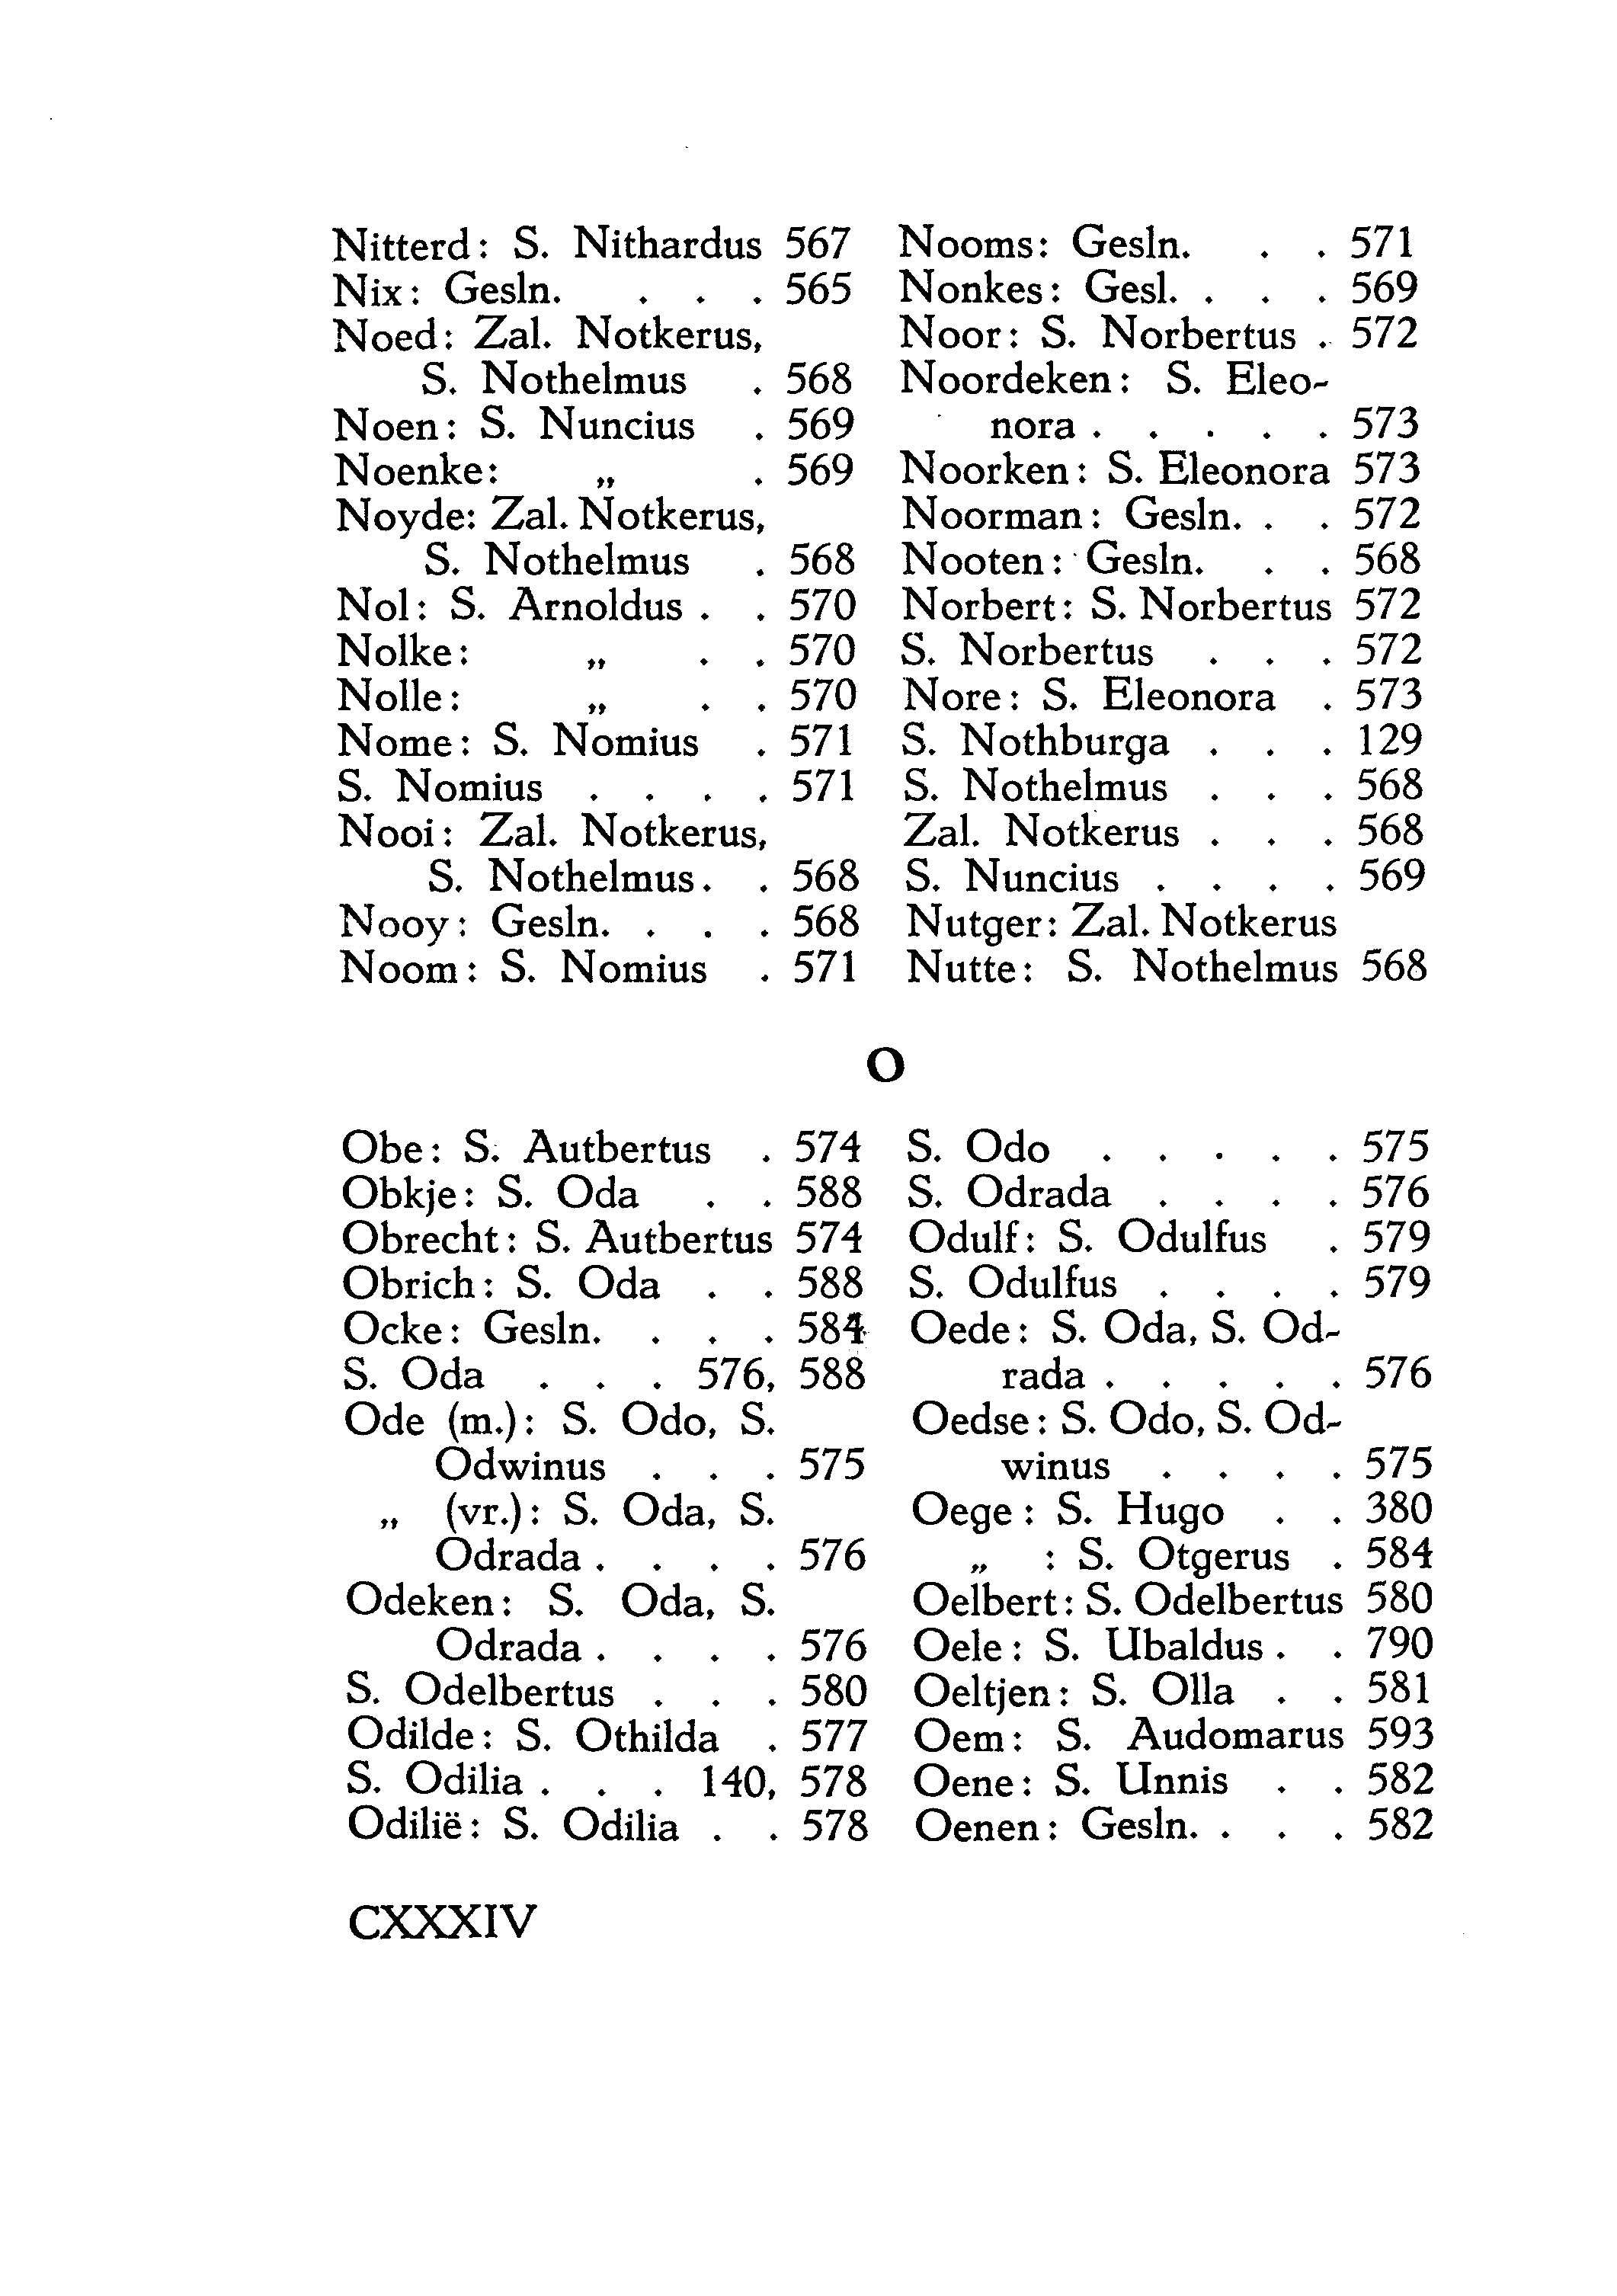 Nitterd: S. Nithardus 567
Nix: Gesln. . . . 565
Noed: Zal. Notkerus,
S. Nothelmus . 568
Noen: S. Nuncius . 569
Noenke: „ . 569
Noyde: Zal. Notkerus,
S. Nothelmus . 568
Nol: S. Arnoldus . . 570
Nolke: „ . . 570
Nolle: „ . . 570
Nome: S. Nomius . 571
S. Nomius . . . . 571
Nooi: Zal. Notkerus,
S. Nothelmus. . 568
Nooy: Gesln. . . . 568
Noom: S. Nomius . 571
Nooms: Gesln. . . 571
Nonkes: Gesl. . . . 569
Noor: S. Norbertus . 572
Noordeken: S. Eleo-
nora . . . . . 573
Noorken: S. Eleonora 573
Noorman: Gesln. . . 572
Nooten: Gesln. . . 568
Norbert: S. Norbertus 572
S. Norbertus . . . 572
Nore: S. Eleonora . 573
S. Nothburga . . . 129
S. Nothelmus . . . 568
Zal. Notkerus . . . 568
S. Nuncius . . . . 569
Nutger: Zal. Notkerus
Nutte: S. Nothelmus 568
O
Obe: S. Autbertus . 574
Obkje: S. Oda . . 588
Obrecht: S. Autbertus 574
Obrich: S. Oda . . 588
Ocke: Gesln. . . . 584
S. Oda . . . 576, 588
Ode (m.): S. Odo, S.
Odwinus . . . 575
„ (vr.): S. Oda, S.
Odrada . . . . 576
Odeken: S. Oda, S.
Odrada . . . . 576
S. Odelbertus . . . 580
Odilde: S. Othilda . 577
S. Odilia . . . 140, 578
Odilië: S. Odilia . . 578
S. Odo . . . . . 575
S. Odrada . . . . 576
Odulf: S. Odulfus . 579
S. Odulfus . . . . 579
Oede: S. Oda, S. Od-
rada . . . . . 576
Oedse: S. Odo, S. Od-
winus . . . . 575
Oege: S. Hugo . . 380
„ : S. Otgerus . 584
Oelbert: S. Odelbertus 580
Oele: S. Ubaldus . . 790
Oeltjen: S. Olla . . 581
Oem: S. Audomarus 593
Oene: S. Unnis . . 582
Oenen: Gesln. . . . 582
CXXXIV